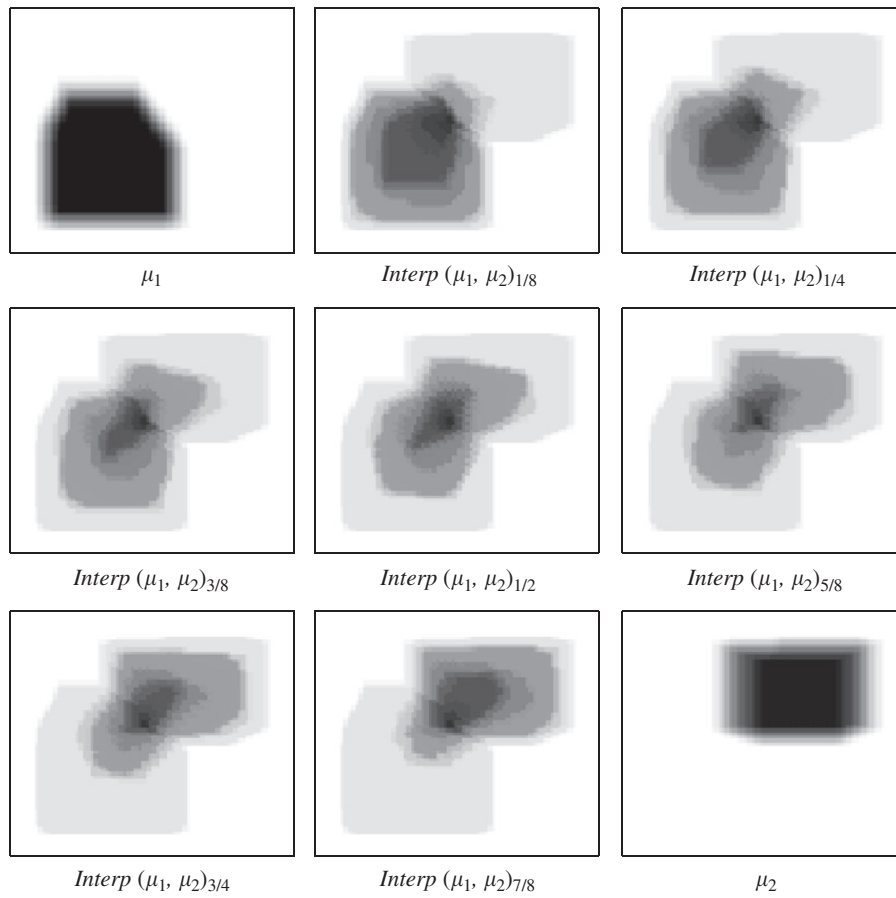 μ₁
Interp (μ₁, μ₂)₁/₈
Interp (μ₁, μ₂)₁/₄
Interp (μ₁, μ₂)₃/₈
Interp (μ₁, μ₂)₁/₂
Interp (μ₁, μ₂)₅/₈
Interp (μ₁, μ₂)₃/₄
Interp (μ₁, μ₂)₇/₈
μ₂